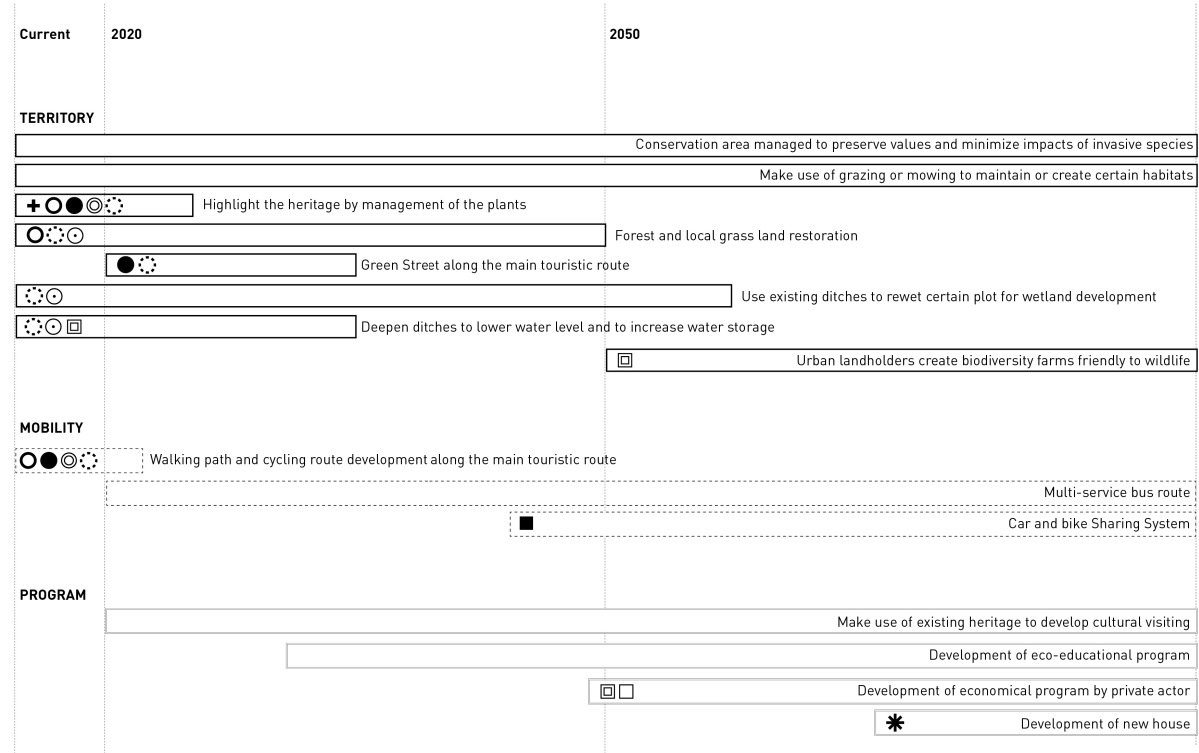 Current 2020 2050
TERRITORY
Conservation area managed to preserve values and minimize impacts of invasive species
Make use of grazing or mowing to maintain or create certain habitats
Highlight the heritage by management of the plants
Forest and local grass land restoration
Green Street along the main touristic route
Use existing ditches to rewet certain plot for wetland development
Deepen ditches to lower water level and to increase water storage
Urban landholders create biodiversity farms friendly to wildlife
MOBILITY
Walking path and cycling route development along the main touristic route
Multi-service bus route
Car and bike Sharing System
PROGRAM
Make use of existing heritage to develop cultural visiting
Development of eco-educational program
Development of economical program by private actor
Development of new house